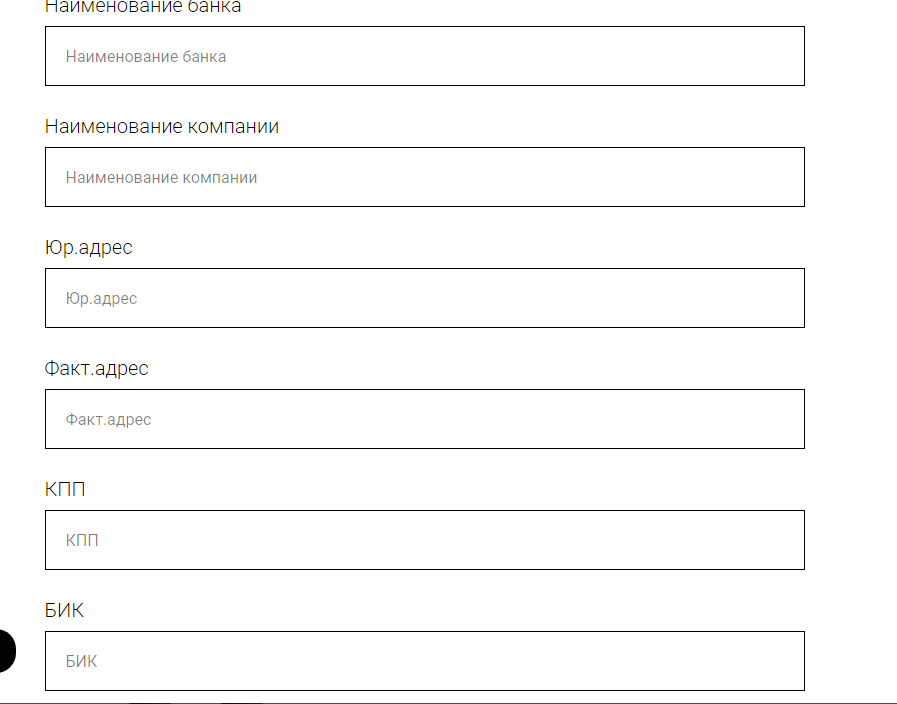 Наименование банка
Наименование банка
Наименование компании
Наименование компании
Юр.адрес
Юр.адрес
Факт.адрес
Факт.адрес
КПП
КПП
БИК
БИК